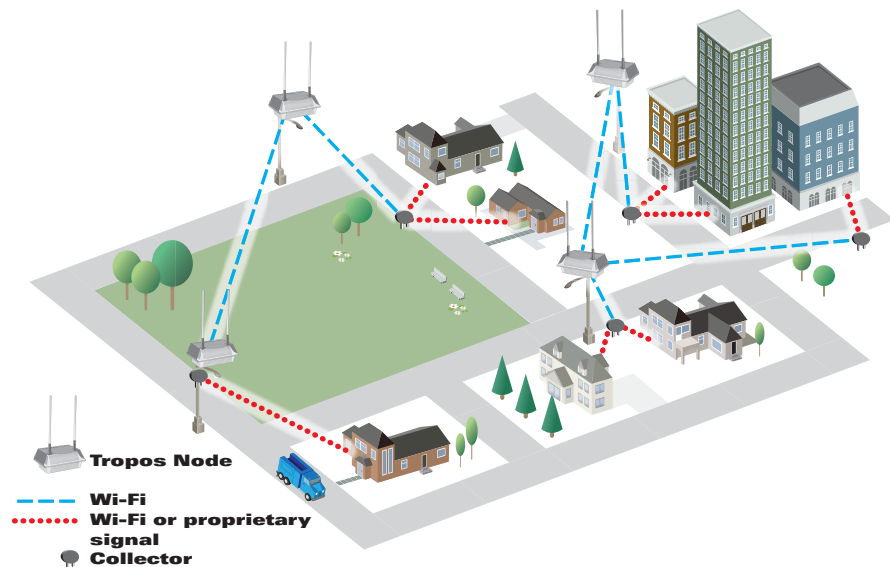 Tropos Node
Wi-Fi
Wi-Fi or proprietary
signal
Collector